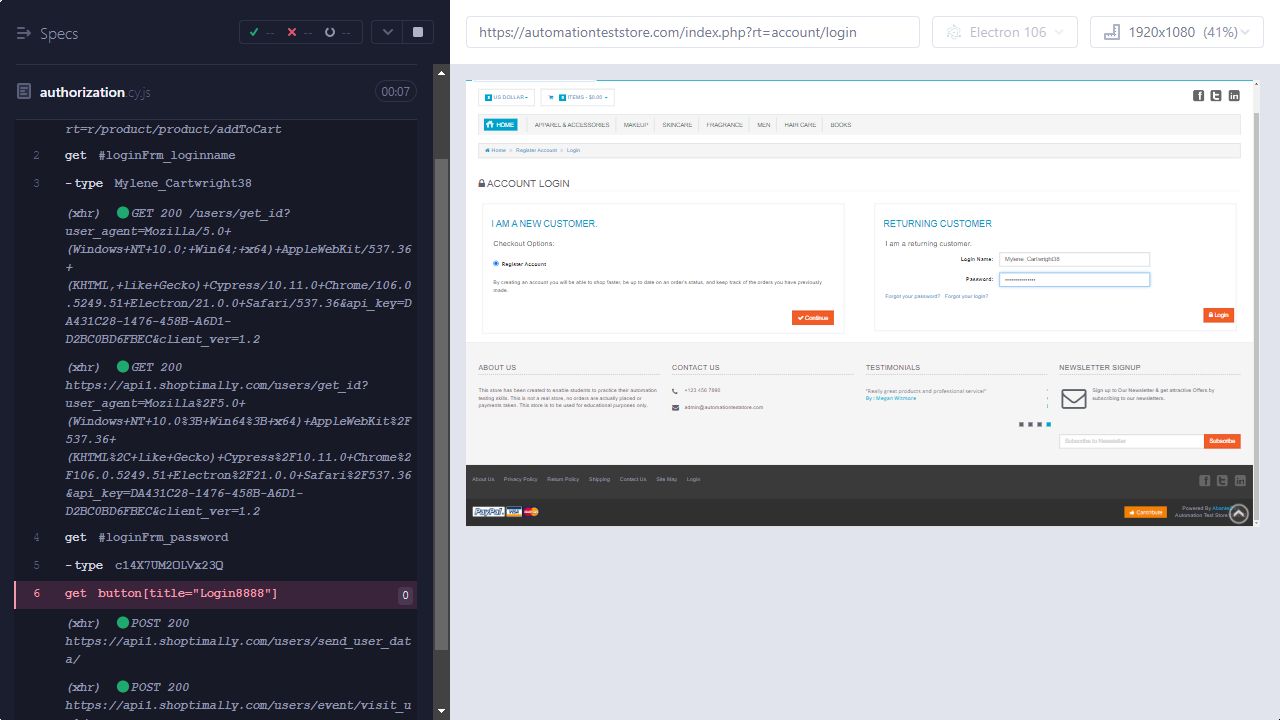 Specs
-- -- --
authorization.cy.js
00:07
rt=r/product/product/addToCart
2 get #loginFrm_loginname
3 -type Mylene_Cartwright38
(xhr) GET 200 /users/get_id?
user_agent=Mozilla/5.0+
(Windows+NT+10.0;+Win64;+x64)+AppleWebKit/537.36
+
(KHTML,+like+Gecko)+Cypress/10.11.0+Chrome/106.0
.5249.51+Electron/21.0.0+Safari/537.36&api_key=D
A431C28-1476-458B-A6D1-
D2BC0BD6FBEC&client_ver=1.2
(xhr) GET 200
https://api1.shoptimally.com/users/get_id?
user_agent=Mozilla%2F5.0+
(Windows+NT+10.0%3B+Win64%3B+x64)+AppleWebKit%2F
537.36+
(KHTML%2C+like+Gecko)+Cypress%2F10.11.0+Chrome%2
F106.0.5249.51+Electron%2F21.0.0+Safari%2F537.36
&api_key=DA431C28-1476-458B-A6D1-
D2BC0BD6FBEC&client_ver=1.2
4 get #loginFrm_password
5 -type c14X7UM2OLVx23Q
6 get button[title="Login8888"] 0
(xhr) POST 200
https://api1.shoptimally.com/users/send_user_dat
a/
(xhr) POST 200
https://api1.shoptimally.com/users/event/visit_u
https://automationteststore.com/index.php?rt=account/login
Electron 106
1920x1080 (41%)
US DOLLAR
0 ITEMS - $0.00
HOME
APPAREL & ACCESSORIES
MAKEUP
SKINCARE
FRAGRANCE
MEN
HAIR CARE
BOOKS
Home » Register Account » Login
ACCOUNT LOGIN
I AM A NEW CUSTOMER.
Checkout Options:
Register Account
By creating an account you will be able to shop faster, be up to date on an order's status, and keep track of the orders you have previously
made.
Continue
RETURNING CUSTOMER
I am a returning customer.
Login Name: Mylene_Cartwright38
Password:
Forgot your password? Forgot your login?
Login
ABOUT US
This store has been created to enable students to practice their automation
testing skills. This is not a real store, no orders are actually placed or
payments taken. This store is to be used for educational purposes only.
CONTACT US
+123 456 7890
admin@automationteststore.com
TESTIMONIALS
"Really great products and professional service!"
By : Megan Witmore
NEWSLETTER SIGNUP
Sign up to Our Newsletter & get attractive Offers by
subscribing to our newsletters.
Subscribe to Newsletter
Subscribe
About Us
Privacy Policy
Return Policy
Shipping
Contact Us
Site Map
Login
PayPal
VISA
Contribute
Powered By
Automation Test Store